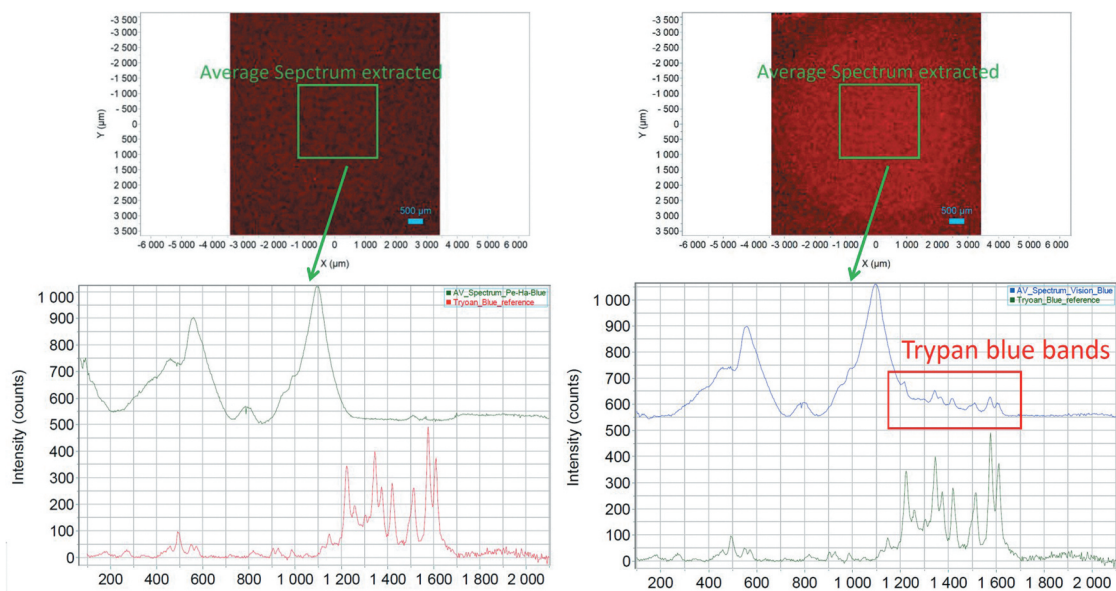 -3 500
-3 000
-2 500
-2 000
-1 500
-1 000
- 500
0
500
1 000
1 500
2 000
2 500
3 000
3 500
Y (µm)
Average Sepctrum extracted
500 µm
-6 000 -5 000 -4 000 -3 000 -2 000 -1 000 0 1 000 2 000 3 000 4 000 5 000 6 000
X (µm)
-3 500
-3 000
-2 500
-2 000
-1 500
-1 000
- 500
0
500
1 000
1 500
2 000
2 500
3 000
3 500
Y (µm)
Average Spectrum extracted
500 µm
-6 000 -5 000 -4 000 -3 000 -2 000 -1 000 0 1 000 2 000 3 000 4 000 5 000 6 000
X (µm)
AV_Spectrum_Pe-Ha-Blue
Tryoan_Blue_reference
1 000
900
800
700
600
500
400
300
200
100
0
Intensity (counts)
200 400 600 800 1 000 1 200 1 400 1 600 1 800 2 000
AV_Spectrum_Vision_Blue
Tryoan_Blue_reference
Trypan blue bands
1 000
900
800
700
600
500
400
300
200
100
0
Intensity (counts)
200 400 600 800 1 000 1 200 1 400 1 600 1 800 2 000